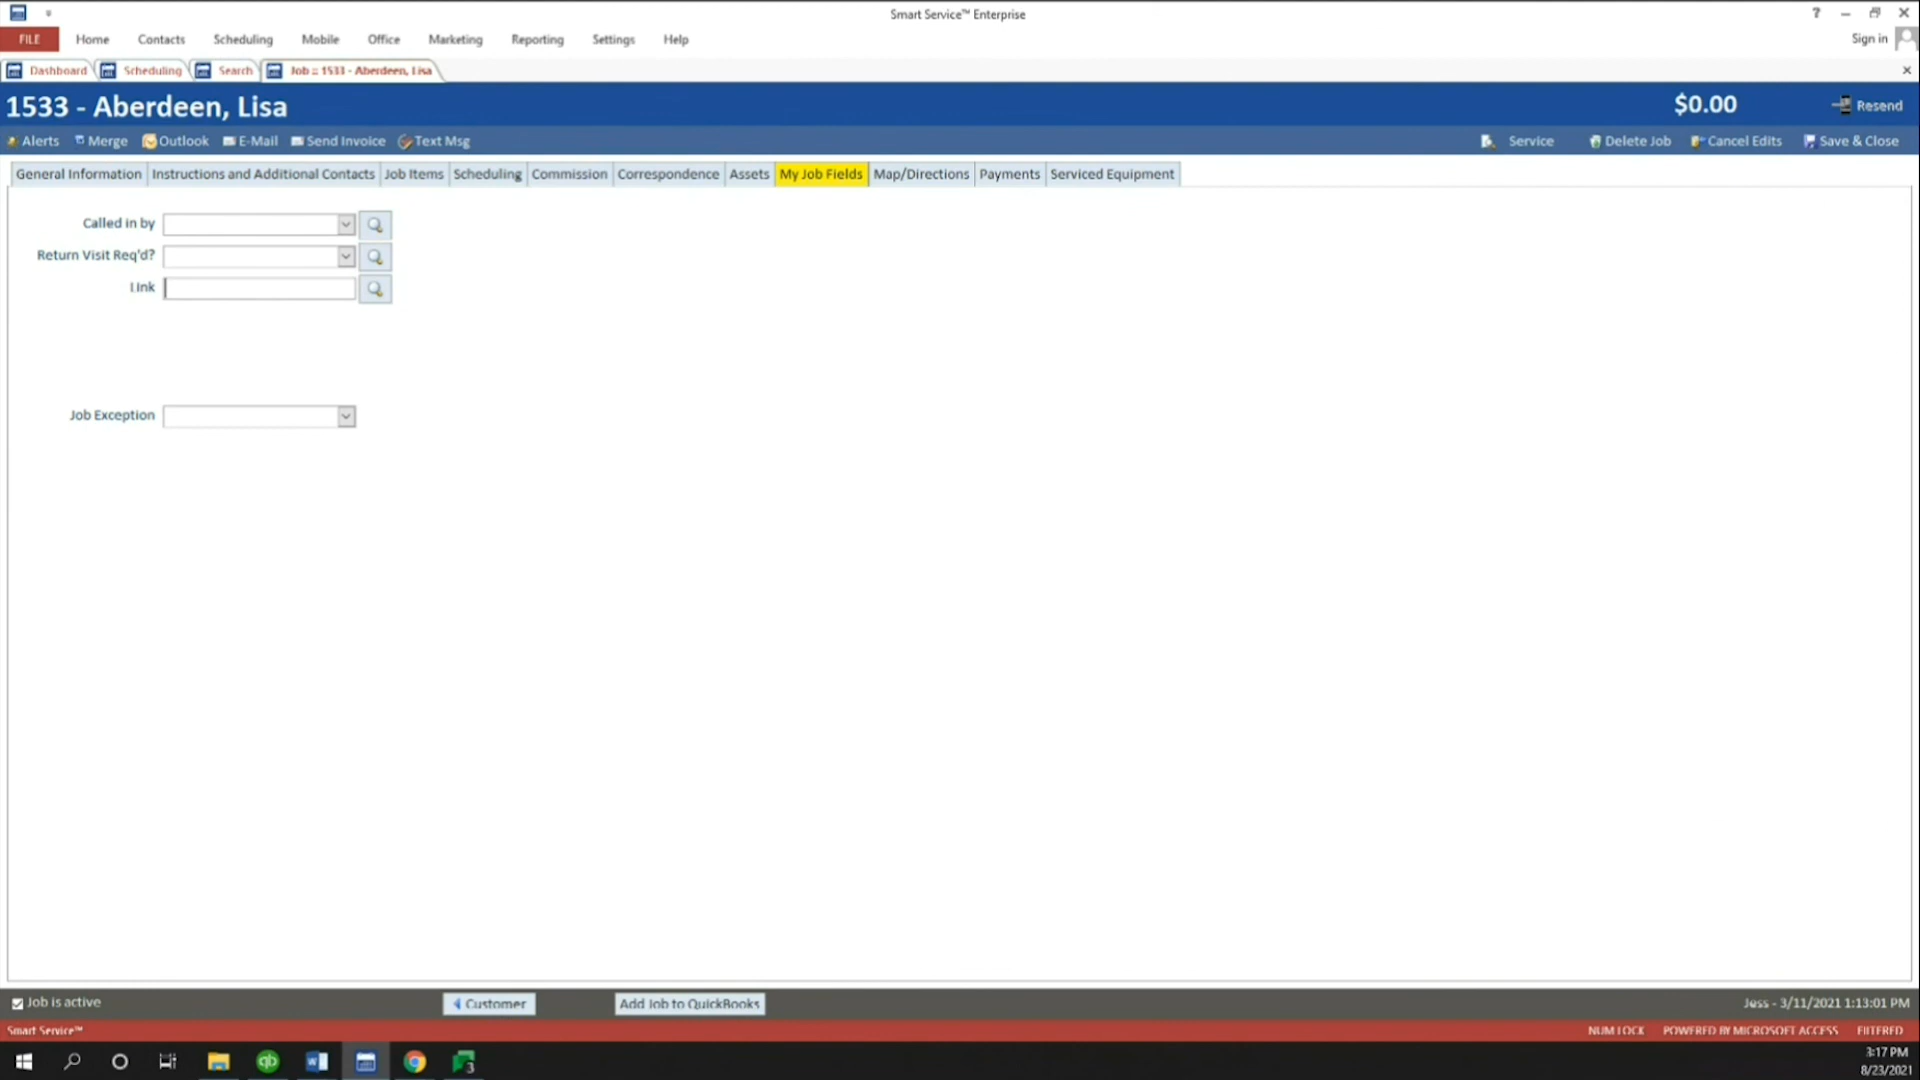 Smart Service™ Enterprise
?
FILE Home Contacts Scheduling Mobile Office Marketing Reporting Settings Help Sign in
Dashboard Scheduling Search Job :: 1533 - Aberdeen, Lisa
1533 - Aberdeen, Lisa $0.00 Resend
Alerts Merge Outlook E-Mail Send Invoice Text Msg Service Delete Job Cancel Edits Save & Close
General Information Instructions and Additional Contacts Job Items Scheduling Commission Correspondence Assets My Job Fields Map/Directions Payments Serviced Equipment
Called in by
Return Visit Req'd?
Link
Job Exception
Job is active Customer Add Job to QuickBooks Jess - 3/11/2021 1:13:01 PM
Smart Service™ NUM LOCK POWERED BY MICROSOFT ACCESS FILTERED
qb W 3 3:17 PM
8/23/2021